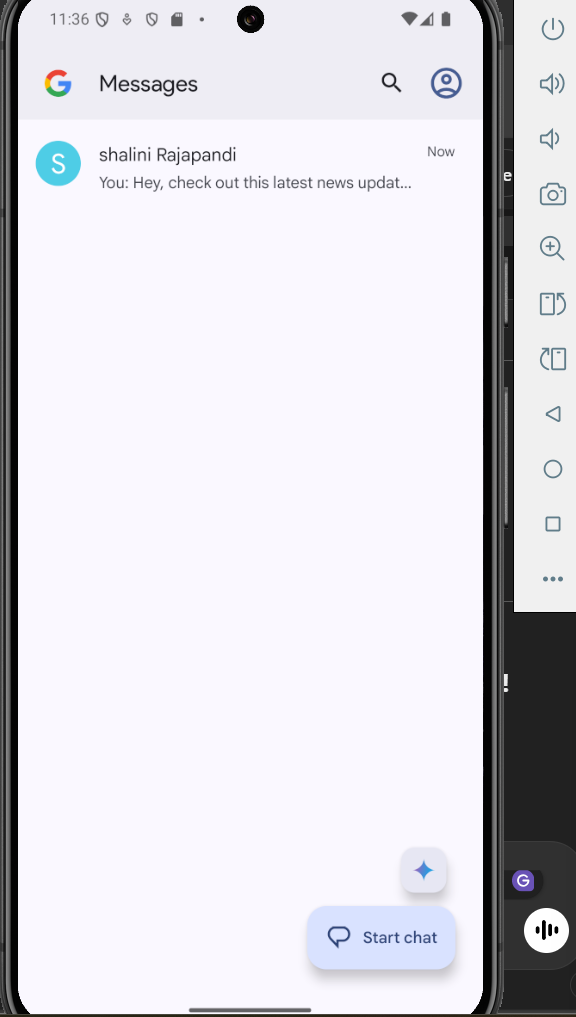 11:36
Messages
S
shalini Rajapandi
Now
You: Hey, check out this latest news updat...
e
!
Start chat